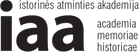 iaa
istorinės atminties akademija
academia
memoriae
historicae